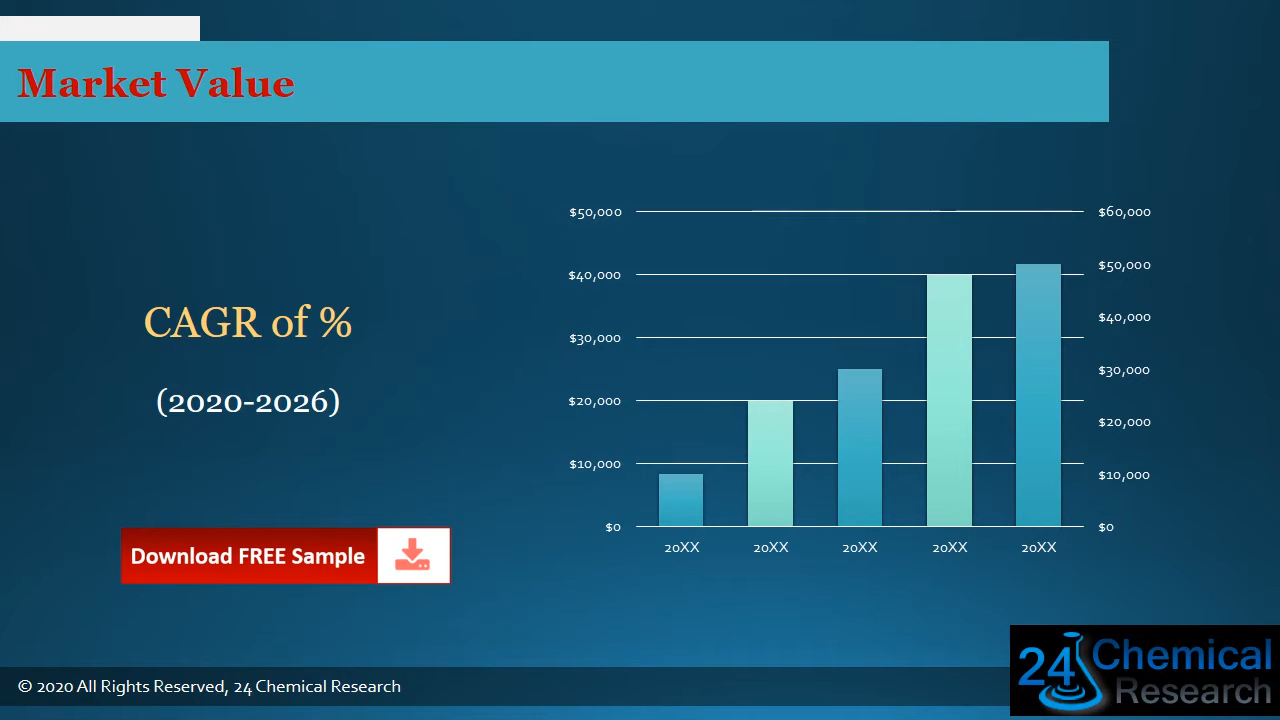 Market Value
CAGR of %
(2020-2026)
Download FREE Sample
$50,000
$40,000
$30,000
$20,000
$10,000
$0
$60,000
$50,000
$40,000
$30,000
$20,000
$10,000
$0
20XX 20XX 20XX 20XX 20XX
© 2020 All Rights Reserved, 24 Chemical Research
24 Chemical
Research